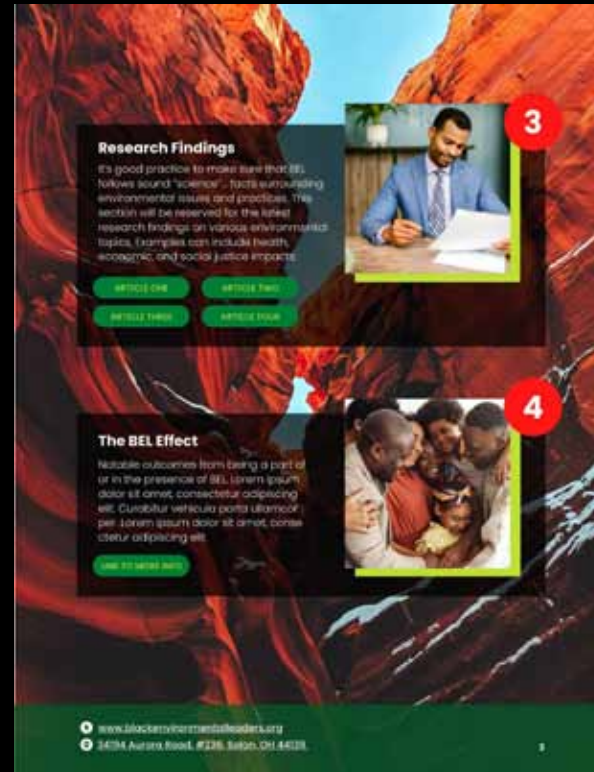 3
Research Findings
It's good practice to make sure that BEL
follows sound "science"... facts surrounding
environmental issues and practices. This
section will be reserved for the latest
research findings on various environmental
topics. Examples can include health,
economic, and social justice impacts.
ARTICLE ONE
ARTICLE TWO
ARTICLE THREE
ARTICLE FOUR
4
The BEL Effect
Notable outcomes from being a part of
or in the presence of BEL. Lorem ipsum
dolor sit amet, consectetur adipiscing
elit. Curabitur vehicula porta ullamcor
per. Lorem ipsum dolor sit amet, conse
ctetur adipiscing elit.
LINK TO MORE INFO
www.blackenvironmentalleaders.org
34194 Aurora Road, #236, Solon, OH 44139
3